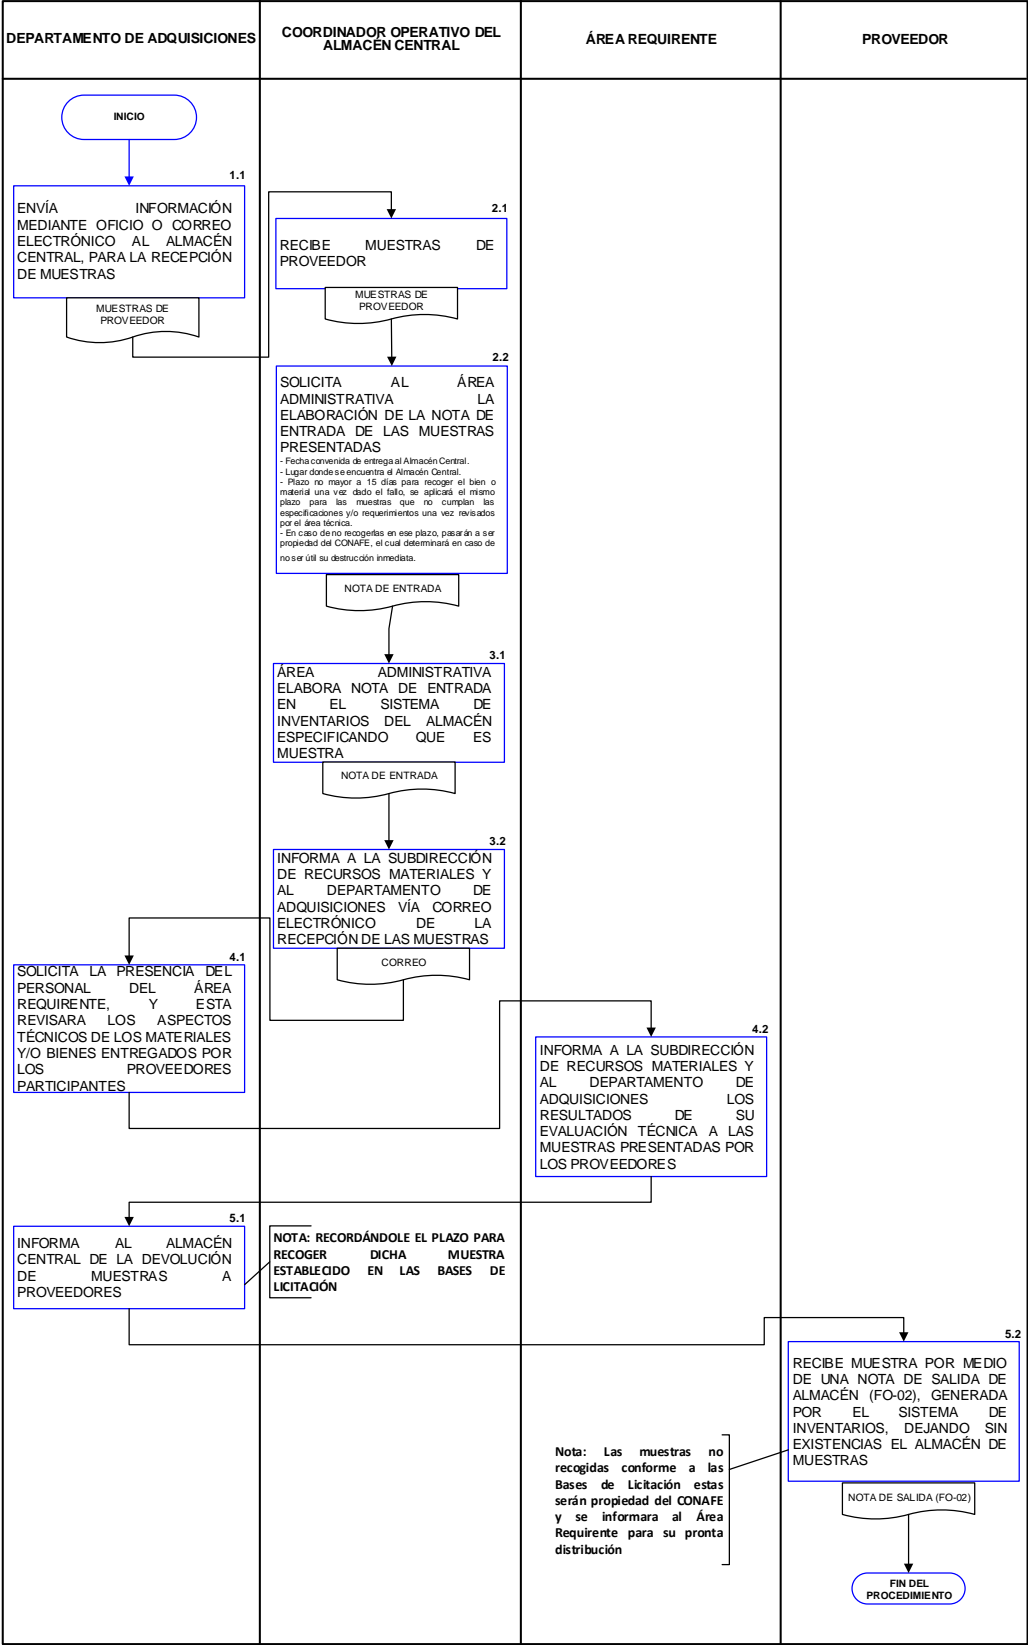 DEPARTAMENTO DE ADQUISICIONES
COORDINADOR OPERATIVO DEL
ALMACÉN CENTRAL
ÁREA REQUIRENTE
PROVEEDOR
INICIO
1.1
ENVÍA INFORMACIÓN
MEDIANTE OFICIO O CORREO
ELECTRÓNICO AL ALMACÉN
CENTRAL, PARA LA RECEPCIÓN
DE MUESTRAS
MUESTRAS DE
PROVEEDOR
2.1
RECIBE MUESTRAS DE
PROVEEDOR
MUESTRAS DE
PROVEEDOR
2.2
SOLICITA AL ÁREA
ADMINISTRATIVA LA
ELABORACIÓN DE LA NOTA DE
ENTRADA DE LAS MUESTRAS
PRESENTADAS
- Fecha convenida de entrega al Almacén Central.
- Lugar donde se encuentra el Almacén Central.
- Plazo no mayor a 15 días para recoger el bien o
material una vez dado el fallo, se aplicará el mismo
plazo para las muestras que no cumplan las
especificaciones y/o requerimientos una vez revisados
por el área técnica.
- En caso de no recogerlas en ese plazo, pasarán a ser
propiedad del CONAFE, el cual determinará en caso de
no ser útil su destrucción inmediata.
NOTA DE ENTRADA
3.1
ÁREA ADMINISTRATIVA
ELABORA NOTA DE ENTRADA
EN EL SISTEMA DE
INVENTARIOS DEL ALMACÉN
ESPECIFICANDO QUE ES
MUESTRA
NOTA DE ENTRADA
3.2
INFORMA A LA SUBDIRECCIÓN
DE RECURSOS MATERIALES Y
AL DEPARTAMENTO DE
ADQUISICIONES VÍA CORREO
ELECTRÓNICO DE LA
RECEPCIÓN DE LAS MUESTRAS
CORREO
4.1
SOLICITA LA PRESENCIA DEL
PERSONAL DEL ÁREA
REQUIRENTE, Y ESTA
REVISARA LOS ASPECTOS
TÉCNICOS DE LOS MATERIALES
Y/O BIENES ENTREGADOS POR
LOS PROVEEDORES
PARTICIPANTES
4.2
INFORMA A LA SUBDIRECCIÓN
DE RECURSOS MATERIALES Y
AL DEPARTAMENTO DE
ADQUISICIONES LOS
RESULTADOS DE SU
EVALUACIÓN TÉCNICA A LAS
MUESTRAS PRESENTADAS POR
LOS PROVEEDORES
5.1
INFORMA AL ALMACÉN
CENTRAL DE LA DEVOLUCIÓN
DE MUESTRAS A
PROVEEDORES
NOTA: RECORDÁNDOLE EL PLAZO PARA
RECOGER DICHA MUESTRA
ESTABLECIDO EN LAS BASES DE
LICITACIÓN
5.2
RECIBE MUESTRA POR MEDIO
DE UNA NOTA DE SALIDA DE
ALMACÉN (FO-02), GENERADA
POR EL SISTEMA DE
INVENTARIOS, DEJANDO SIN
EXISTENCIAS EL ALMACÉN DE
MUESTRAS
Nota: Las muestras no
recogidas conforme a las
Bases de Licitación estas
serán propiedad del CONAFE
y se informara al Área
Requirente para su pronta
distribución
NOTA DE SALIDA (FO-02)
FIN DEL
PROCEDIMIENTO